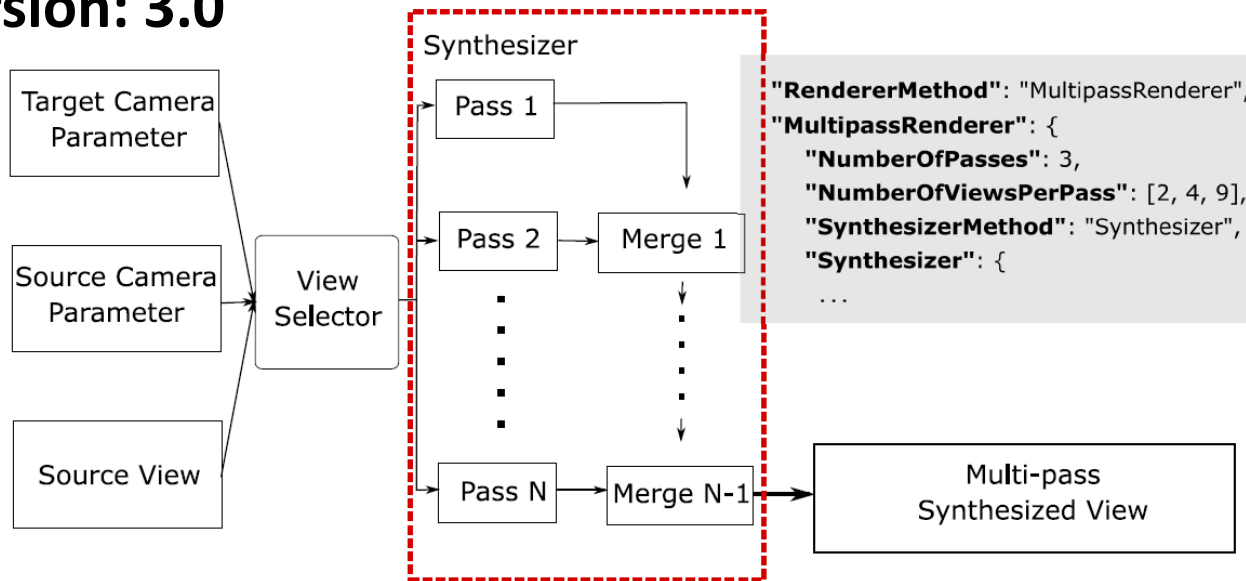 rsion: 3.0
Synthesizer
Target Camera
Parameter
Source Camera
Parameter
Source View
View
Selector
Pass 1
Pass 2
Merge 1
Pass N
Merge N-1
"RendererMethod": "MultipassRenderer",
"MultipassRenderer": {
"NumberOfPasses": 3,
"NumberOfViewsPerPass": [2, 4, 9],
"SynthesizerMethod": "Synthesizer",
"Synthesizer": {
...
Multi-pass
Synthesized View